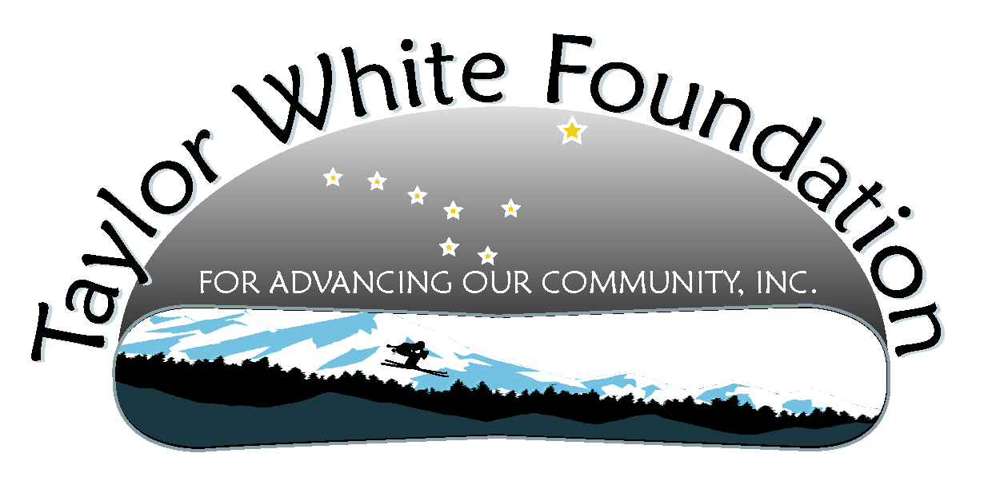 Taylor White Foundation
FOR ADVANCING OUR COMMUNITY, INC.